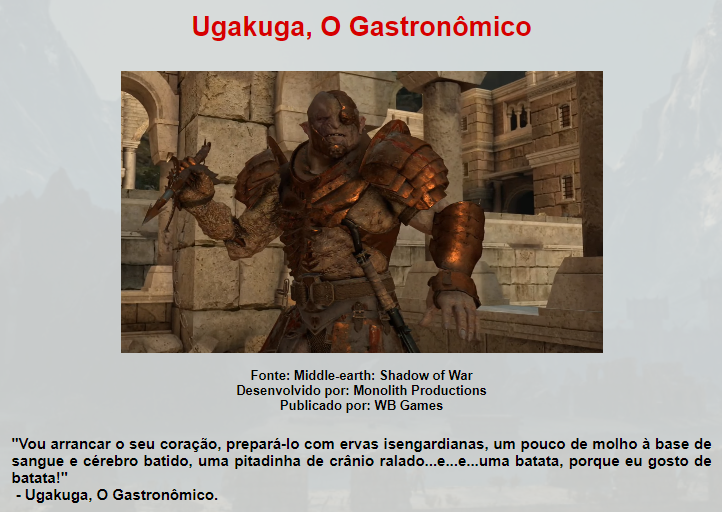 Ugakuga, O Gastronômico
Fonte: Middle-earth: Shadow of War
Desenvolvido por: Monolith Productions
Publicado por: WB Games
"Vou arrancar o seu coração, prepará-lo com ervas isengardianas, um pouco de molho à base de
sangue e cérebro batido, uma pitadinha de crânio ralado...e...e...uma batata, porque eu gosto de
batata!"
- Ugakuga, O Gastronômico.